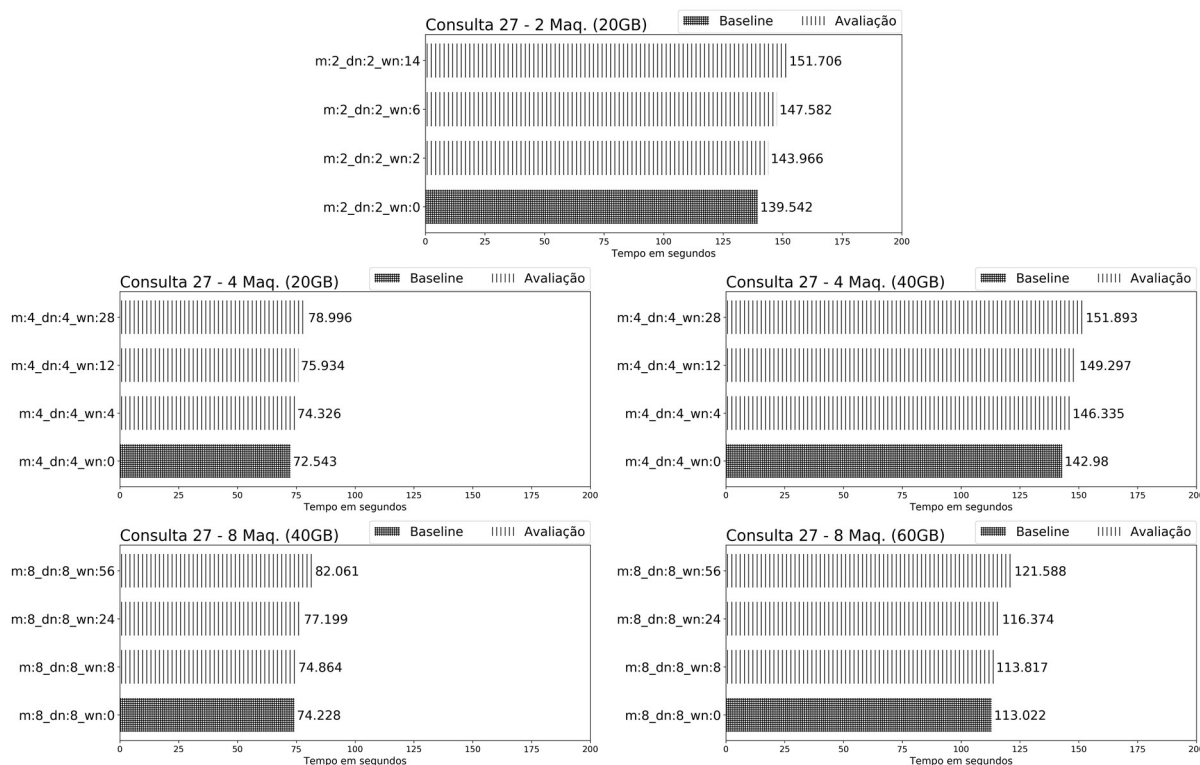 Consulta 27 - 2 Maq. (20GB)
Baseline
Avaliação
m:2_dn:2_wn:14
151.706
m:2_dn:2_wn:6
147.582
m:2_dn:2_wn:2
143.966
m:2_dn:2_wn:0
139.542
0 25 50 75 100 125 150 175 200
Tempo em segundos
Consulta 27 - 4 Maq. (20GB)
Baseline
Avaliação
m:4_dn:4_wn:28
78.996
m:4_dn:4_wn:12
75.934
m:4_dn:4_wn:4
74.326
m:4_dn:4_wn:0
72.543
0 25 50 75 100 125 150 175 200
Tempo em segundos
Consulta 27 - 4 Maq. (40GB)
Baseline
Avaliação
m:4_dn:4_wn:28
151.893
m:4_dn:4_wn:12
149.297
m:4_dn:4_wn:4
146.335
m:4_dn:4_wn:0
142.98
0 25 50 75 100 125 150 175 200
Tempo em segundos
Consulta 27 - 8 Maq. (40GB)
Baseline
Avaliação
m:8_dn:8_wn:56
82.061
m:8_dn:8_wn:24
77.199
m:8_dn:8_wn:8
74.864
m:8_dn:8_wn:0
74.228
0 25 50 75 100 125 150 175 200
Tempo em segundos
Consulta 27 - 8 Maq. (60GB)
Baseline
Avaliação
m:8_dn:8_wn:56
121.588
m:8_dn:8_wn:24
116.374
m:8_dn:8_wn:8
113.817
m:8_dn:8_wn:0
113.022
0 25 50 75 100 125 150 175 200
Tempo em segundos